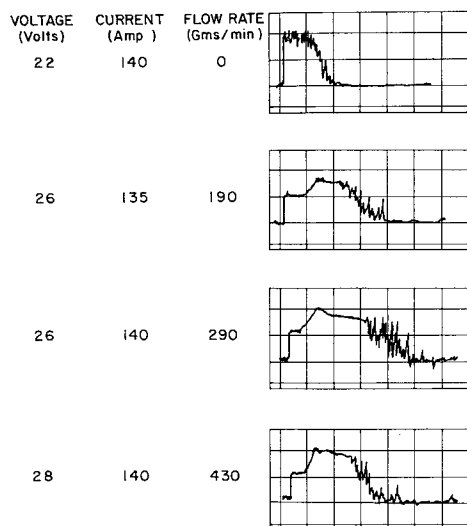 VOLTAGE CURRENT FLOW RATE
(Volts) (Amp) (Gms/min)
22 140 0
26 135 190
26 140 290
28 140 430